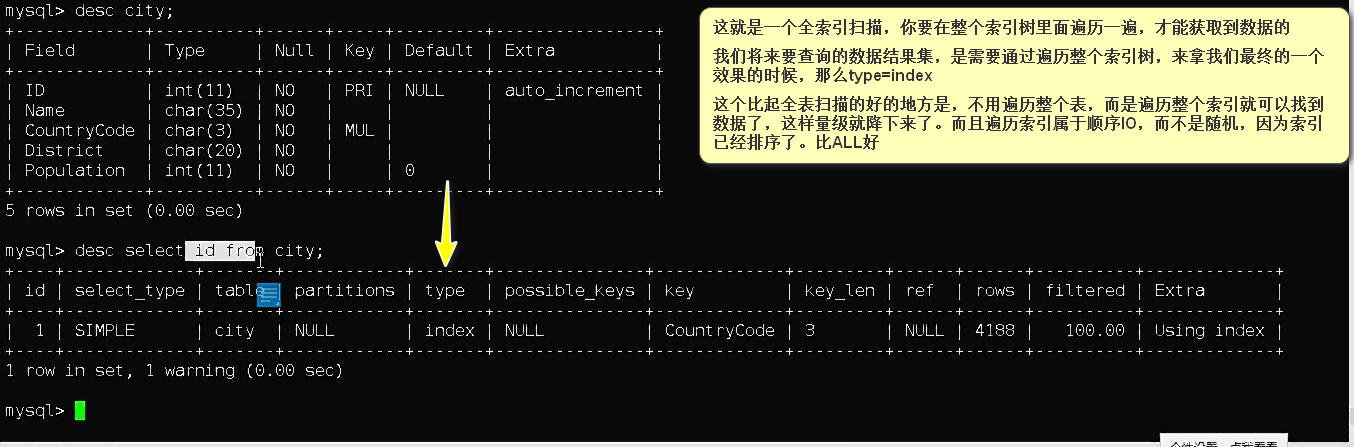 mysql> desc city;
+-------------+----------+------+-----+---------+----------------+
| Field       | Type     | Null | Key | Default | Extra          |
+-------------+----------+------+-----+---------+----------------+
| ID          | int(11)  | NO   | PRI | NULL    | auto_increment |
| Name        | char(35) | NO   |     |         |                |
| CountryCode | char(3)  | NO   | MUL |         |                |
| District    | char(20) | NO   |     |         |                |
| Population  | int(11)  | NO   |     | 0       |                |
+-------------+----------+------+-----+---------+----------------+
5 rows in set (0.00 sec)
这就是一个全索引扫描，你要在整个索引树里面遍历一遍，才能获取到数据的
我们将来要查询的数据结果集，是需要通过遍历整个索引树，来拿我们最终的一个
效果的时候，那么type=index
这个比起全表扫描的好的地方是，不用遍历整个表，而是遍历整个索引就可以找到
数据了，这样量级就降下来了。而且遍历索引属于顺序IO，而不是随机，因为索引
已经排序了。比ALL好
mysql> desc select id from city;
+----+-------------+-------+------------+-------+---------------+-------------+---------+------+------+----------+-------------+
| id | select_type | table | partitions | type  | possible_keys | key         | key_len | ref  | rows | filtered | Extra       |
+----+-------------+-------+------------+-------+---------------+-------------+---------+------+------+----------+-------------+
|  1 | SIMPLE      | city  | NULL       | index | NULL          | CountryCode | 3       | NULL | 4188 |   100.00 | Using index |
+----+-------------+-------+------------+-------+---------------+-------------+---------+------+------+----------+-------------+
1 row in set, 1 warning (0.00 sec)
mysql>